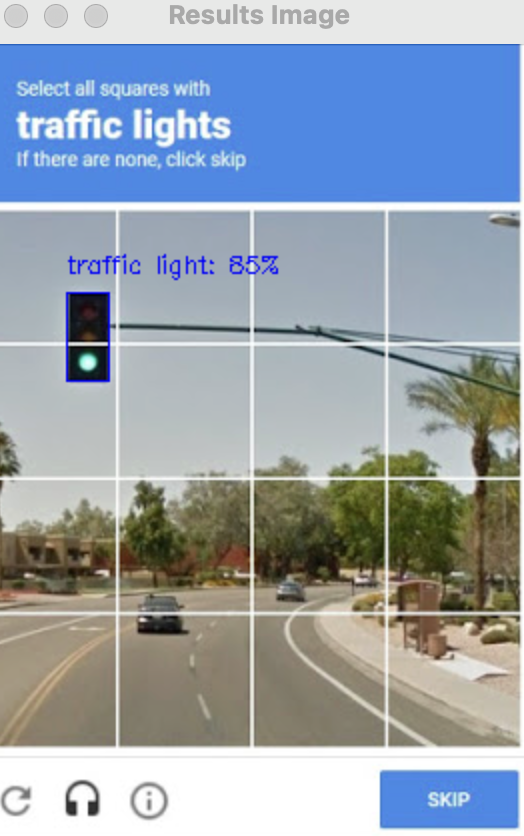 Results Image
Select all squares with
traffic lights
If there are none, click skip
traffic light: 85%
SKIP